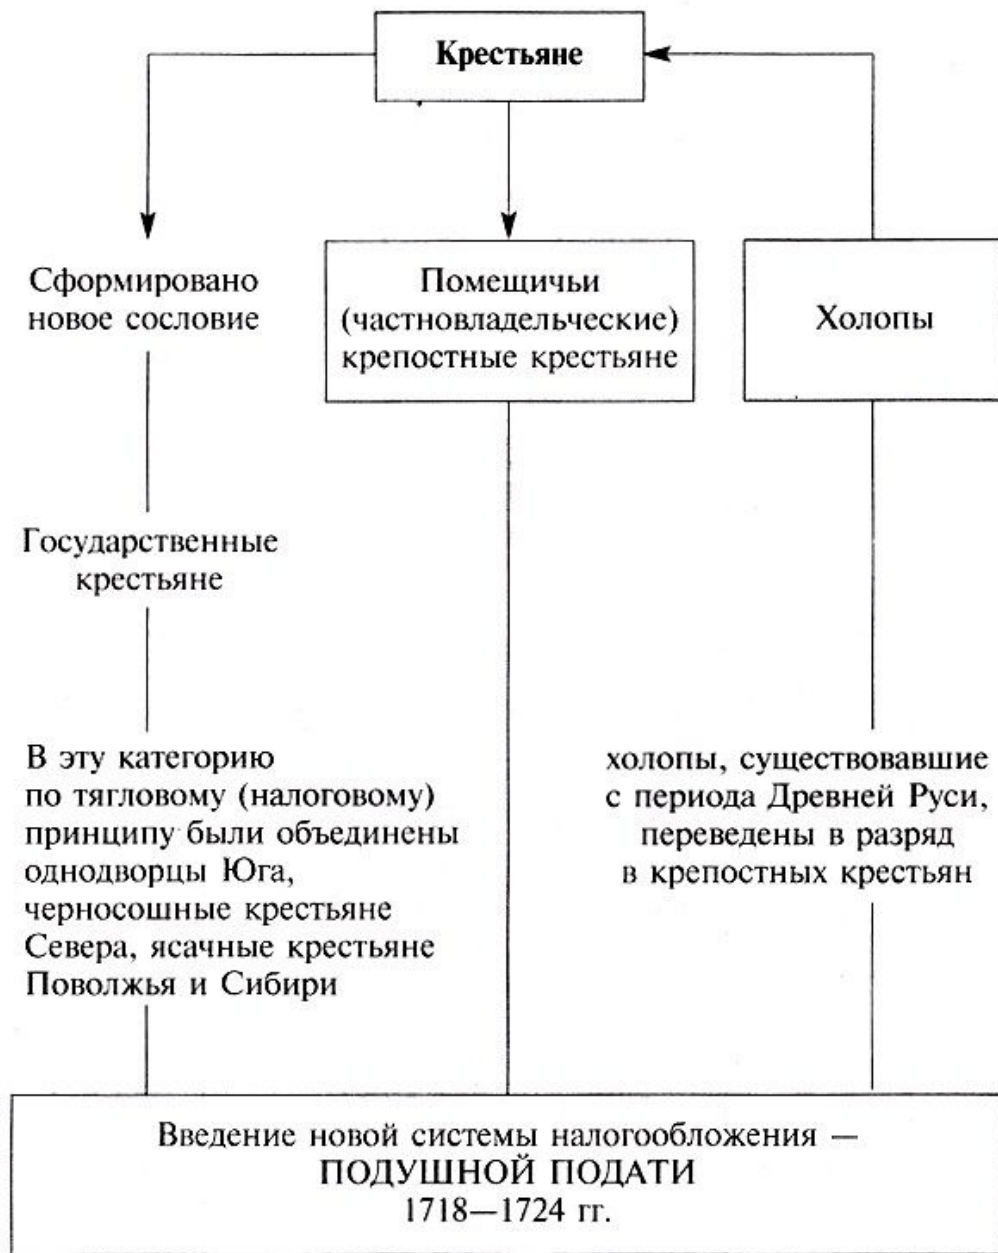 Крестьяне
Сформировано
новое сословие
Помещичьи
(частновладельческие)
крепостные крестьяне
Холопы
Государственные
крестьяне
В эту категорию
по тягловому (налоговому)
принципу были объединены
однодворцы Юга,
черносошные крестьяне
Севера, ясачные крестьяне
Поволжья и Сибири
холопы, существовавшие
с периода Древней Руси,
переведены в разряд
в крепостных крестьян
Введение новой системы налогообложения —
ПОДУШНОЙ ПОДАТИ
1718—1724 гг.